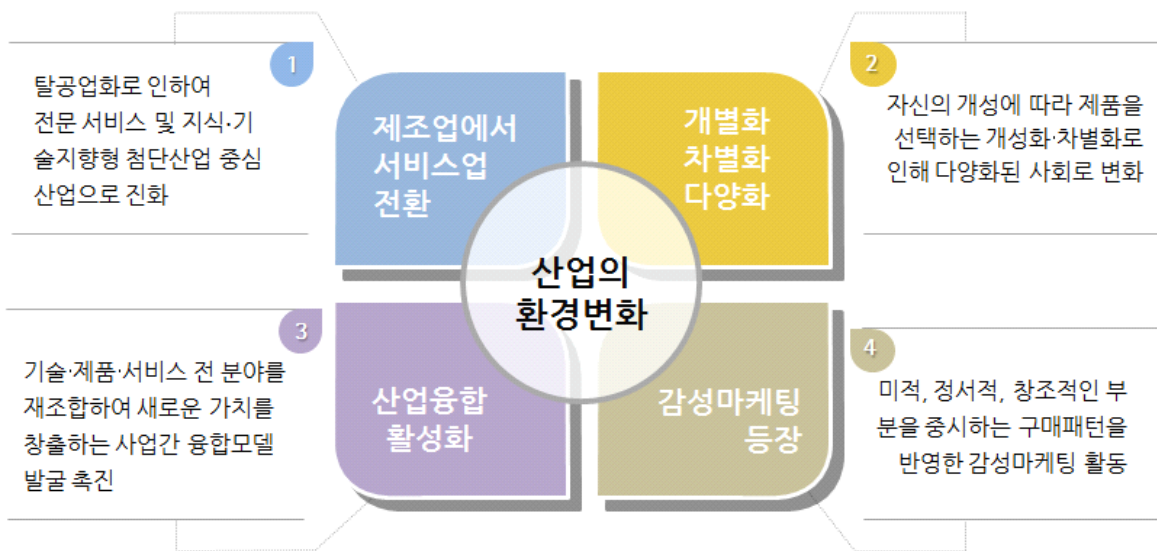 1
탈공업화로 인하여
전문 서비스 및 지식·기
술지향형 첨단산업 중심
산업으로 진화
제조업에서
서비스업
전환
개별화
차별화
다양화
2
자신의 개성에 따라 제품을
선택하는 개성화·차별화로
인해 다양화된 사회로 변화
산업의
환경변화
3
기술·제품·서비스 전 분야를
재조합하여 새로운 가치를
창출하는 사업간 융합모델
발굴 촉진
산업융합
활성화
감성마케팅
등장
4
미적, 정서적, 창조적인 부
분을 중시하는 구매패턴을
반영한 감성마케팅 활동